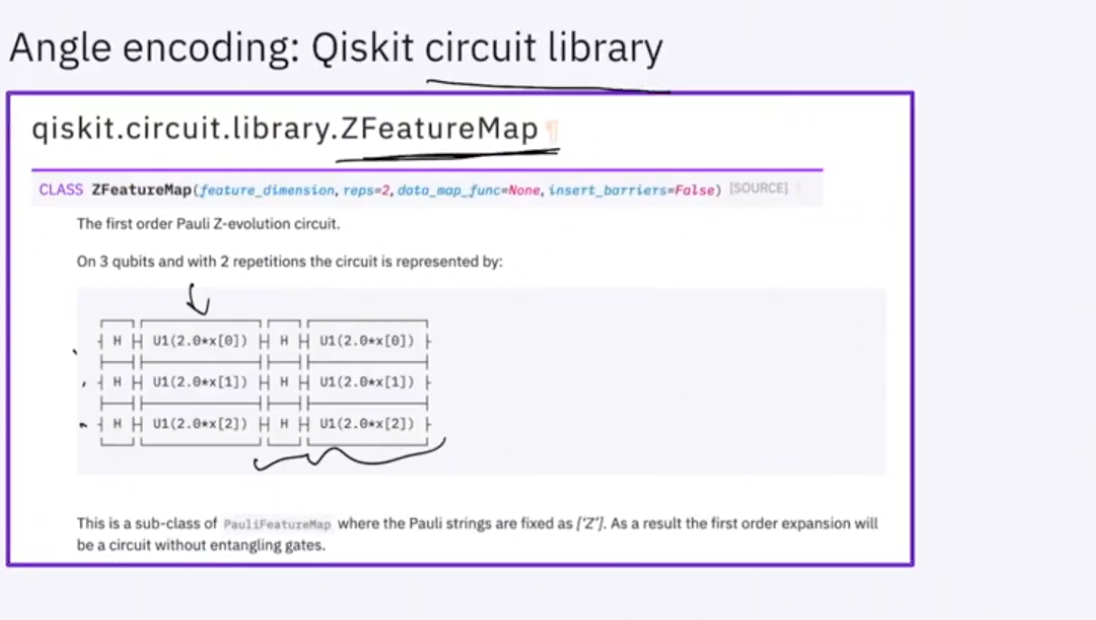 Angle encoding: Qiskit circuit library
qiskit.circuit.library.ZFeatureMap ¶
CLASS ZFeatureMap(feature_dimension, reps=2, data_map_func=None, insert_barriers=False) [SOURCE]
The first order Pauli Z-evolution circuit.
On 3 qubits and with 2 repetitions the circuit is represented by:
┤ H ├┤ U1(2.0*x[0]) ├┤ H ├┤ U1(2.0*x[0]) ├
┤ H ├┤ U1(2.0*x[1]) ├┤ H ├┤ U1(2.0*x[1]) ├
┤ H ├┤ U1(2.0*x[2]) ├┤ H ├┤ U1(2.0*x[2]) ├
This is a sub-class of PauliFeatureMap where the Pauli strings are fixed as ['Z']. As a result the first order expansion will
be a circuit without entangling gates.